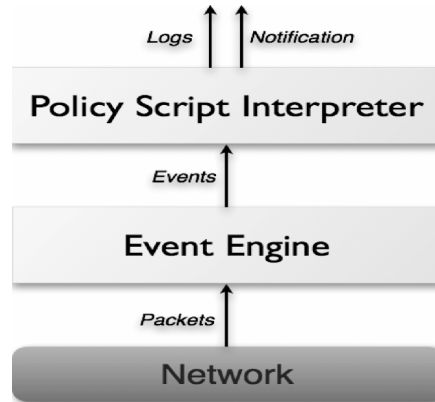 Logs Notification
Policy Script Interpreter
Events
Event Engine
Packets
Network